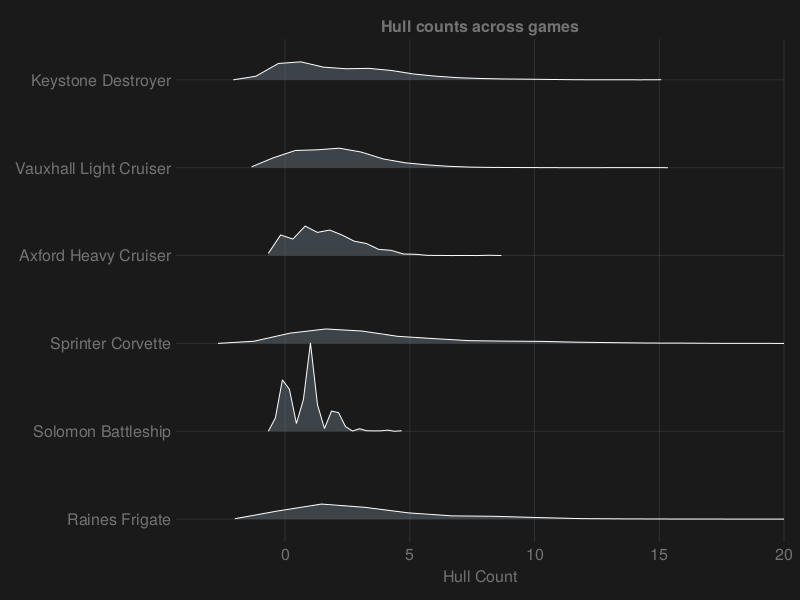 Hull counts across games
Keystone Destroyer
Vauxhall Light Cruiser
Axford Heavy Cruiser
Sprinter Corvette
Solomon Battleship
Raines Frigate
0 5 10 15 20
Hull Count